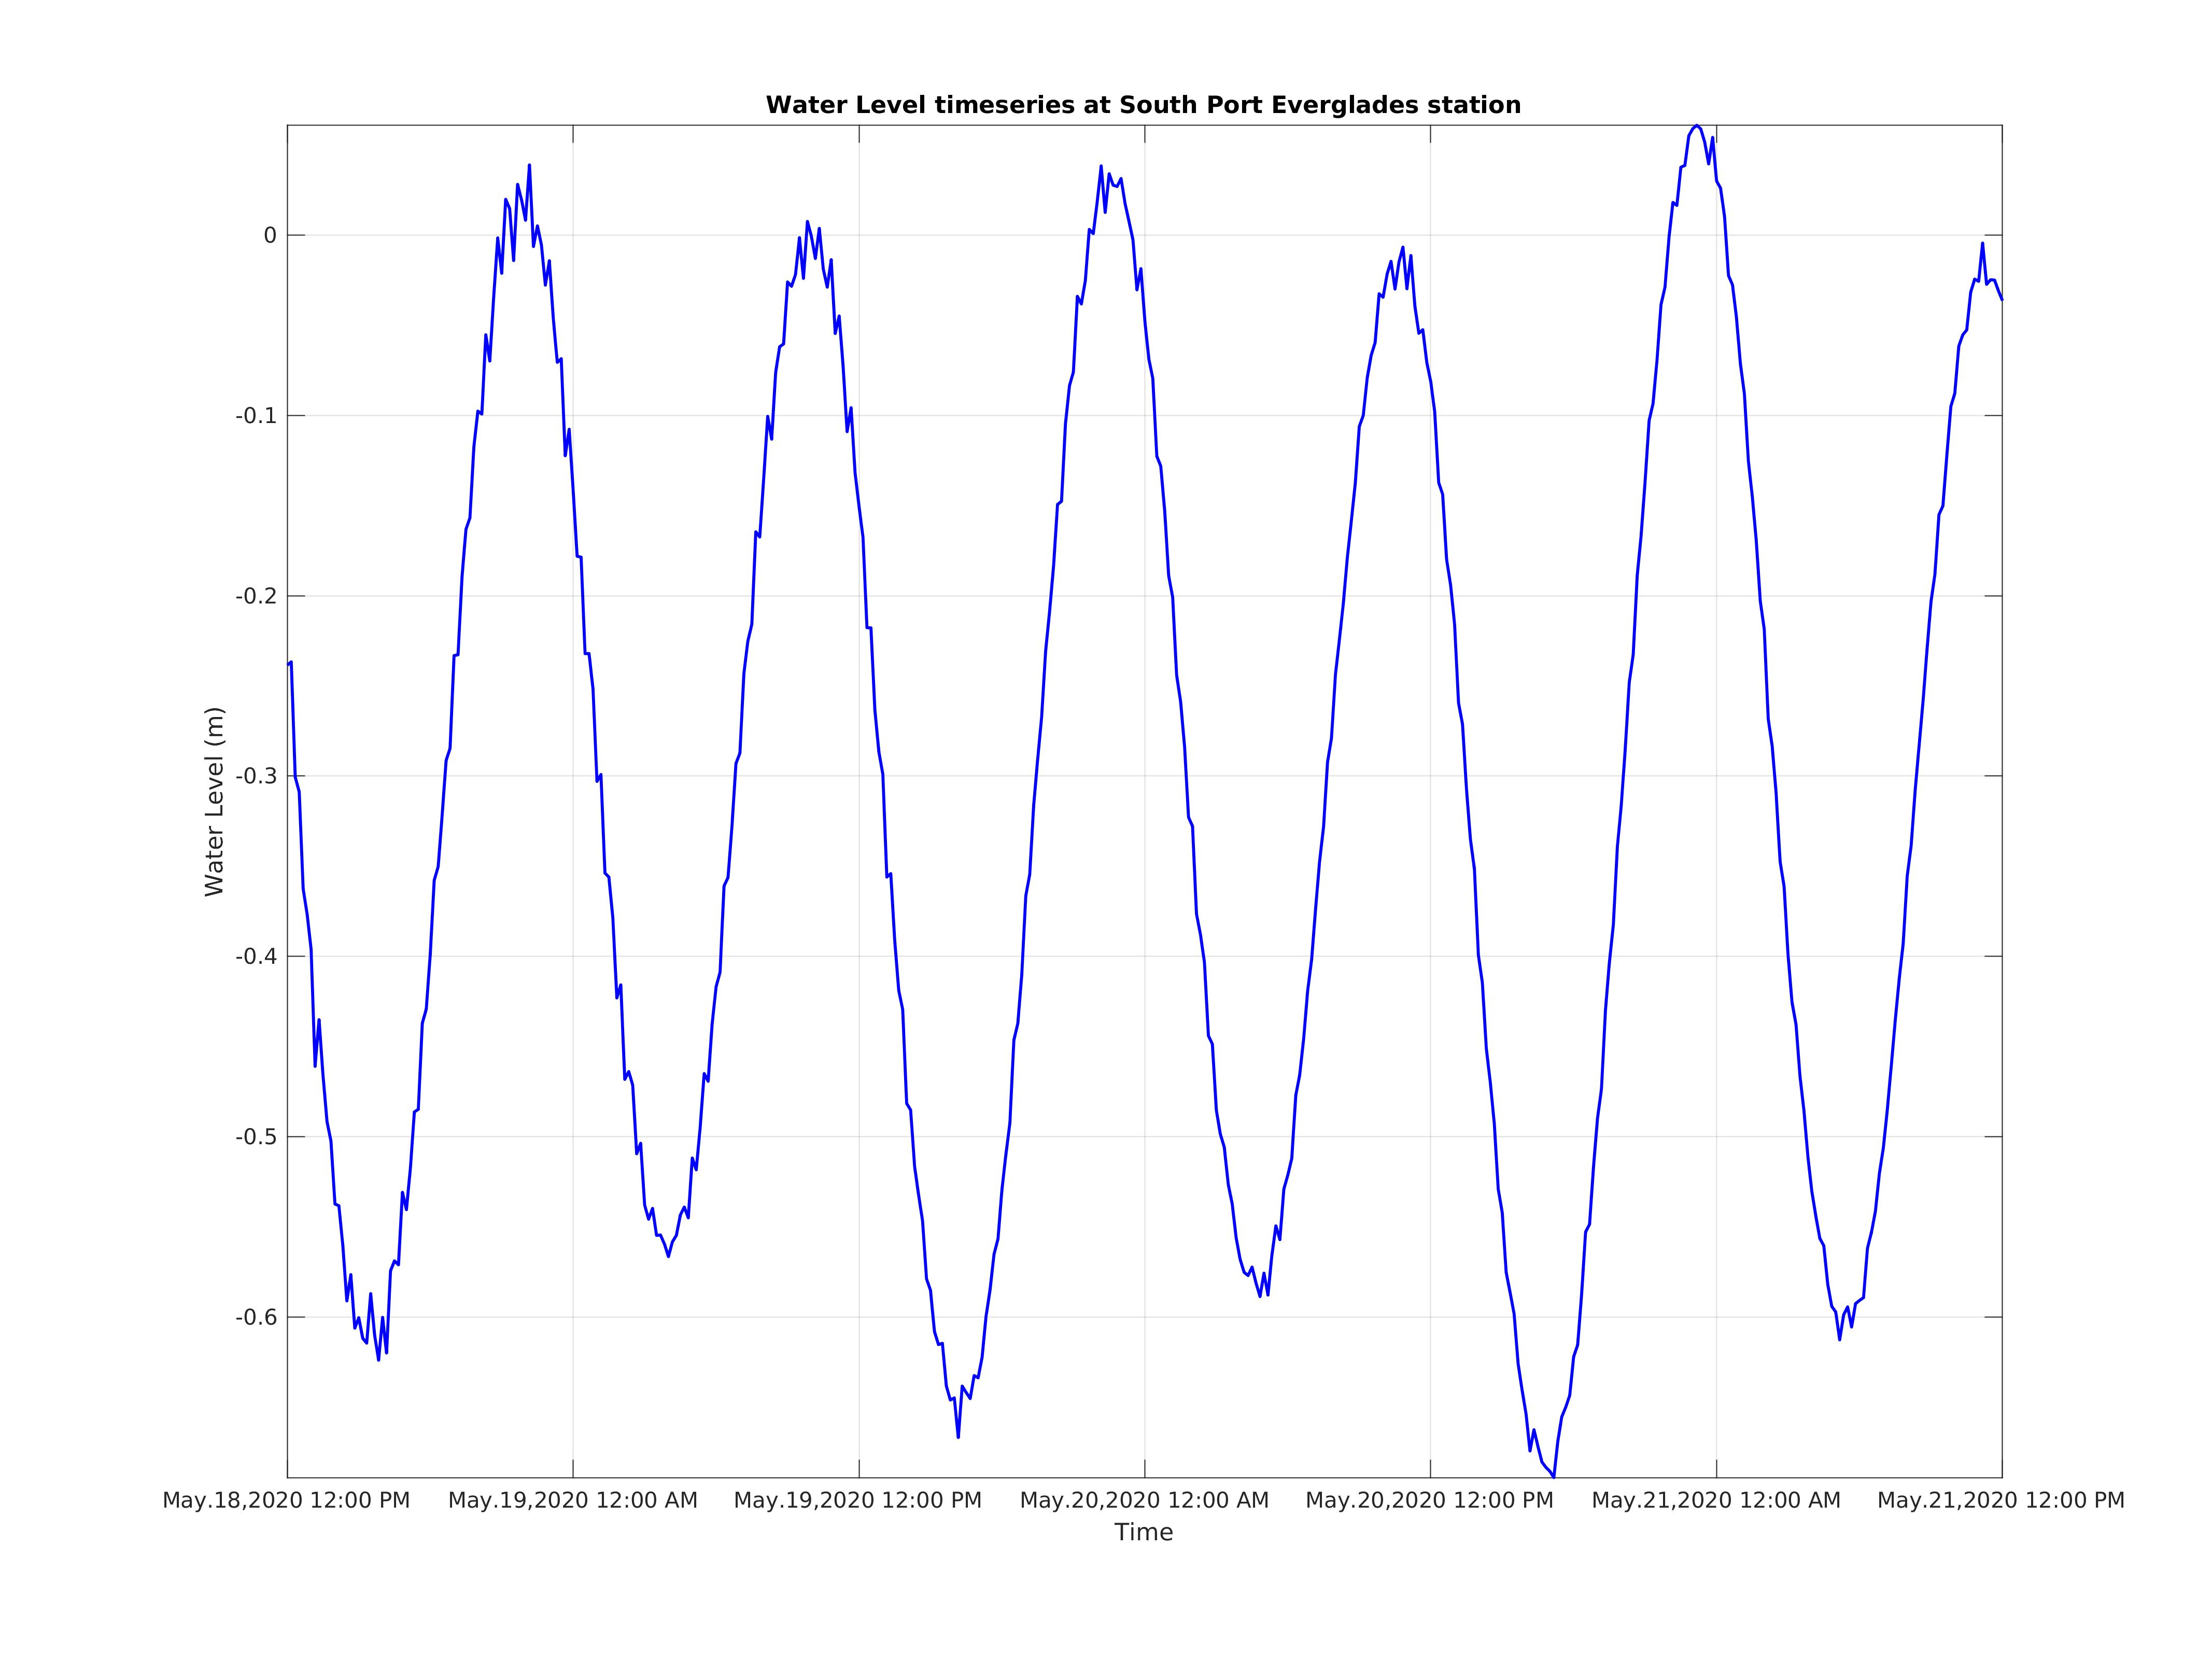 Water Level timeseries at South Port Everglades station
0
-0.1
-0.2
-0.3
-0.4
-0.5
-0.6
Water Level (m)
May.18,2020 12:00 PM May.19,2020 12:00 AM May.19,2020 12:00 PM May.20,2020 12:00 AM May.20,2020 12:00 PM May.21,2020 12:00 AM May.21,2020 12:00 PM
Time